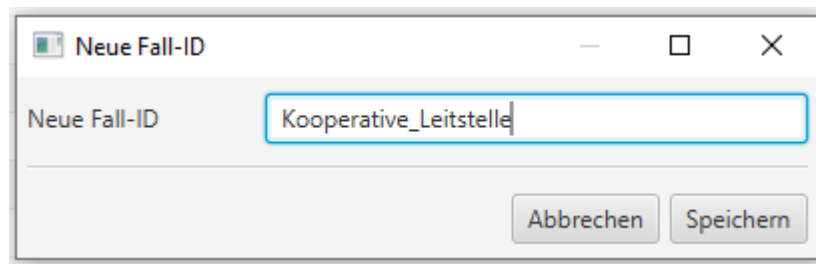 Neue Fall-ID
Neue Fall-ID Kooperative_Leitstelle
Abbrechen Speichern